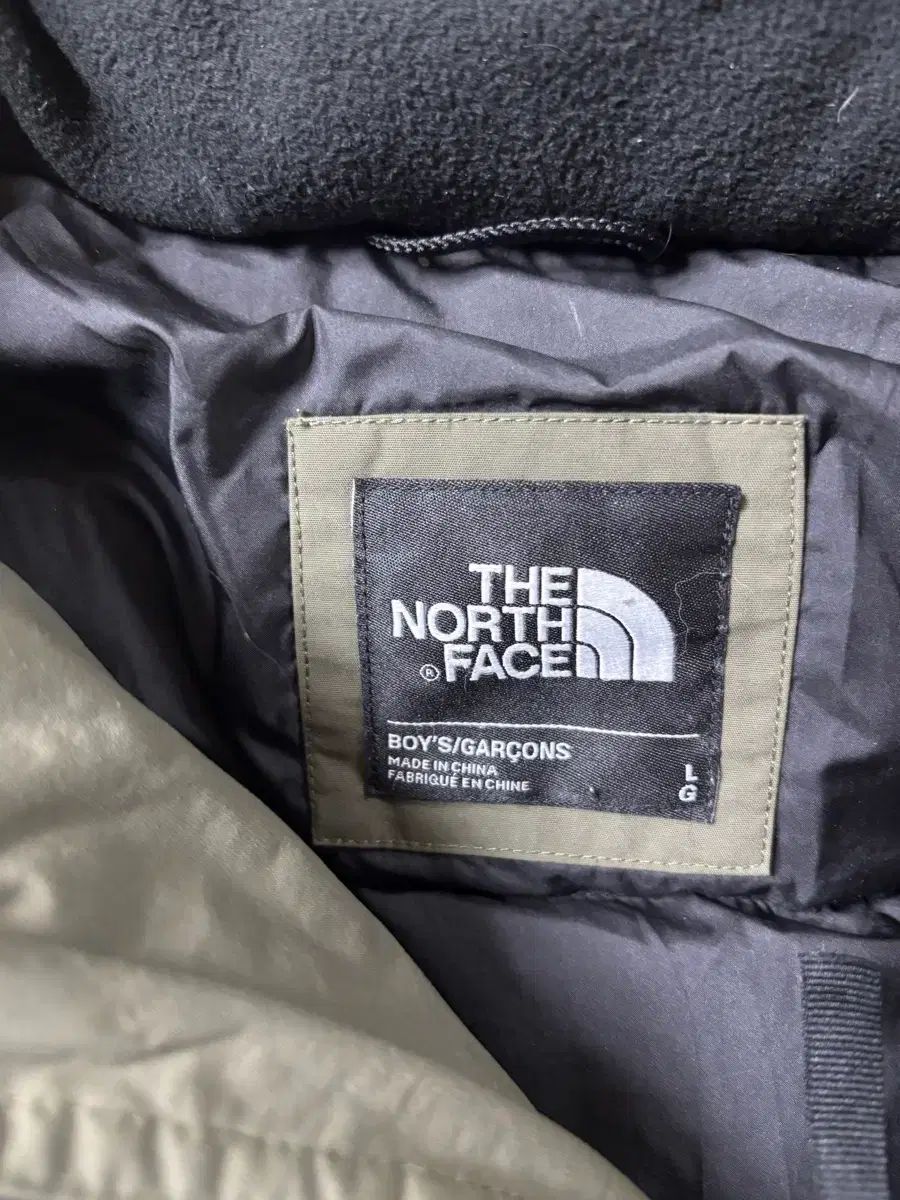 THE
NORTH
® FACE
BOY'S/GARÇONS
MADE IN CHINA
FABRIQUÉ EN CHINE
L
G